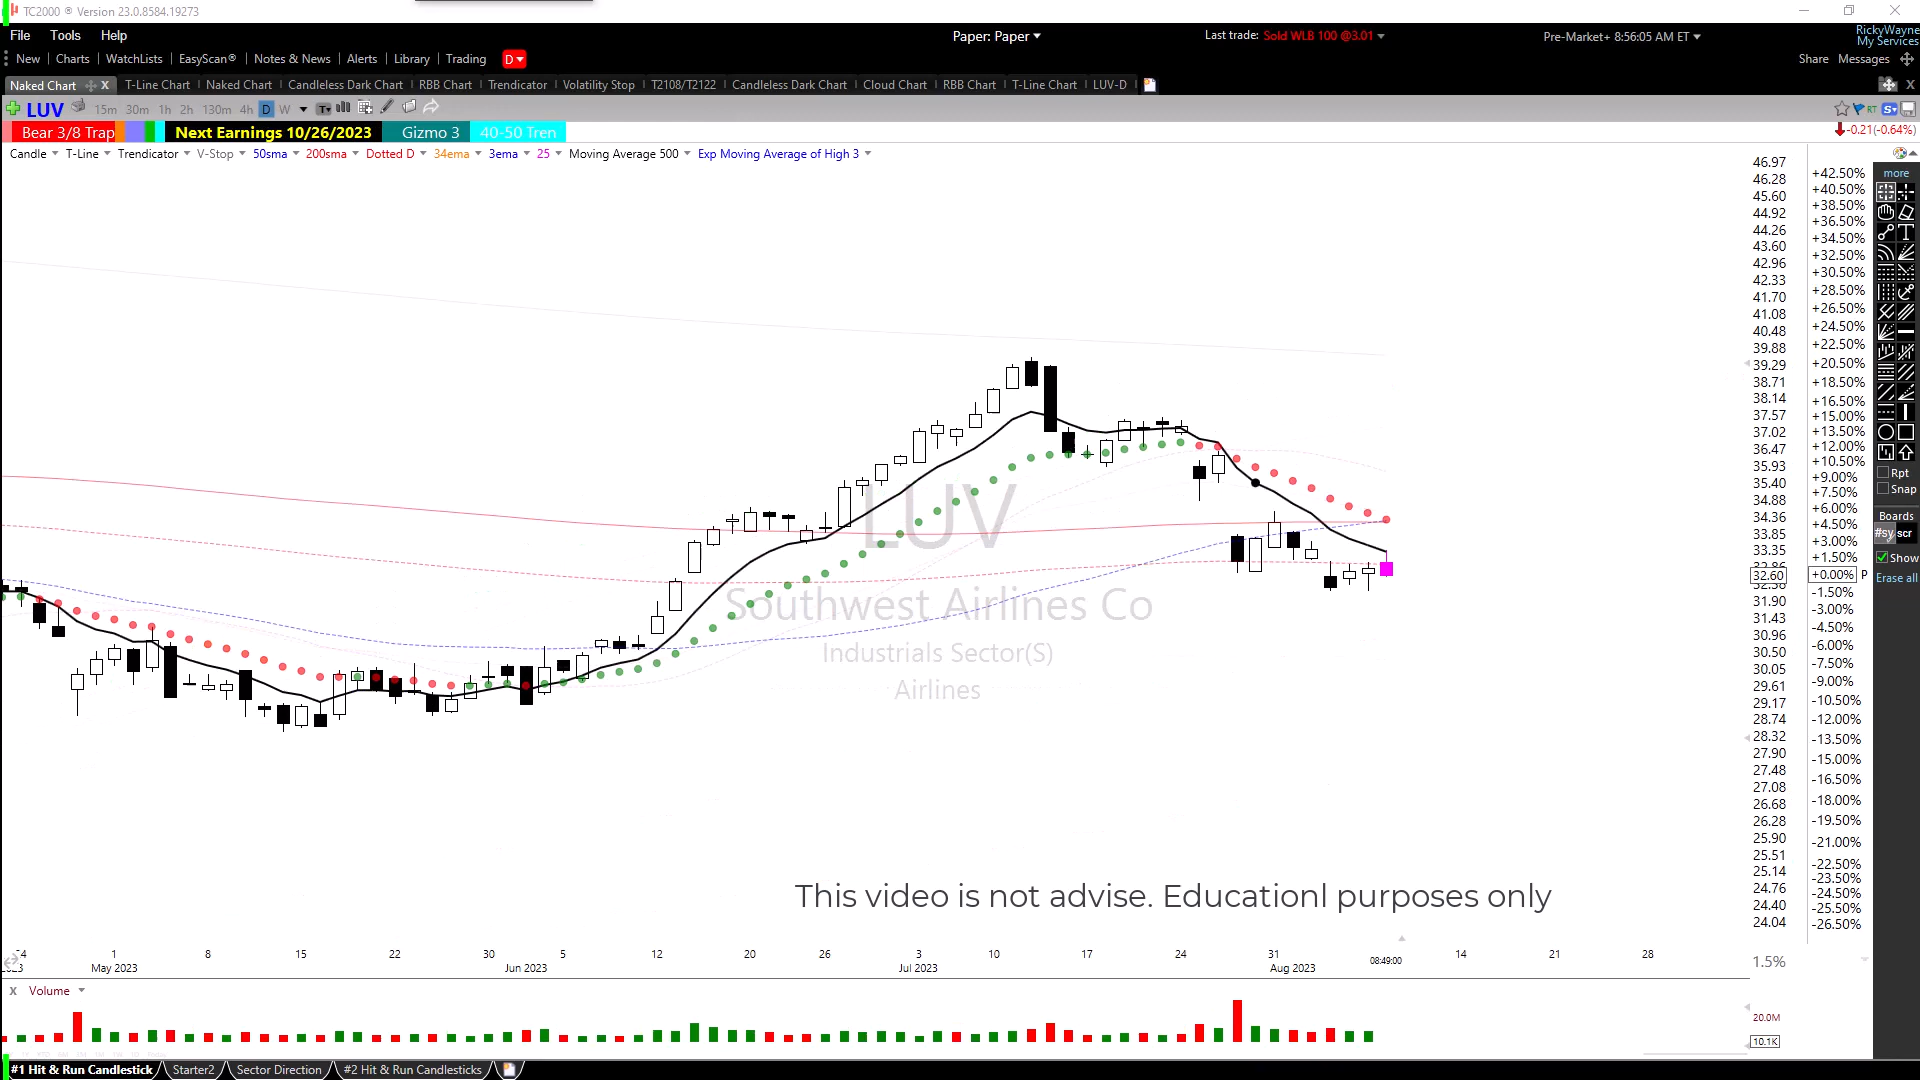 TC2000 ® Version 23.0.8584.19273
File Tools Help
Paper: Paper
Last trade: Sold WLB 100 @3.01
Pre-Market+ 8:56:05 AM ET
RickyWayne
My Services
New Charts WatchLists EasyScan® Notes & News Alerts Library Trading D
Share Messages
Naked Chart X T-Line Chart Naked Chart Candleless Dark Chart RBB Chart Trendicator Volatility Stop T2108/T2122 Candleless Dark Chart Cloud Chart RBB Chart T-Line Chart LUV-D
LUV 15m 30m 1h 2h 130m 4h D W
RT
Bear 3/8 Trap Next Earnings 10/26/2023 Gizmo 3 40-50 Tren
-0.21(-0.64%)
Candle T-Line Trendicator V-Stop 50sma 200sma Dotted D 34ema 3ema 25 Moving Average 500 Exp Moving Average of High 3
46.97
46.28
45.60
44.92
44.26
43.60
42.96
42.33
41.70
41.08
40.48
39.88
39.29
38.71
38.14
37.57
37.02
36.47
35.93
35.40
34.88
34.36
33.85
33.35
32.60
31.90
31.43
30.96
30.50
30.05
29.61
29.17
28.74
28.32
27.90
27.48
27.08
26.68
26.28
25.90
25.51
25.14
24.76
24.40
24.04
+42.50%
+40.50%
+38.50%
+36.50%
+34.50%
+32.50%
+30.50%
+28.50%
+26.50%
+24.50%
+22.50%
+20.50%
+18.50%
+16.50%
+15.00%
+13.50%
+12.00%
+10.50%
+9.00%
+7.50%
+6.00%
+4.50%
+3.00%
+1.50%
+0.00% P
-1.50%
-3.00%
-4.50%
-6.00%
-7.50%
-9.00%
-10.50%
-12.00%
-13.50%
-15.00%
-16.50%
-18.00%
-19.50%
-21.00%
-22.50%
-23.50%
-24.50%
-25.50%
-26.50%
more
Rpt
Snap
Boards
#sy scr
Show
Erase all
LUV
Southwest Airlines Co
Industrials Sector(S)
Airlines
This video is not advise. Educationl purposes only
1 8 15 22 30 5 12 20 26 3 10 17 24 31 08:49:00 14 21 28
May 2023 Jun 2023 Jul 2023 Aug 2023
1.5%
X Volume
20.0M
10.1K
#1 Hit & Run Candlestick Starter2 Sector Direction #2 Hit & Run Candlesticks